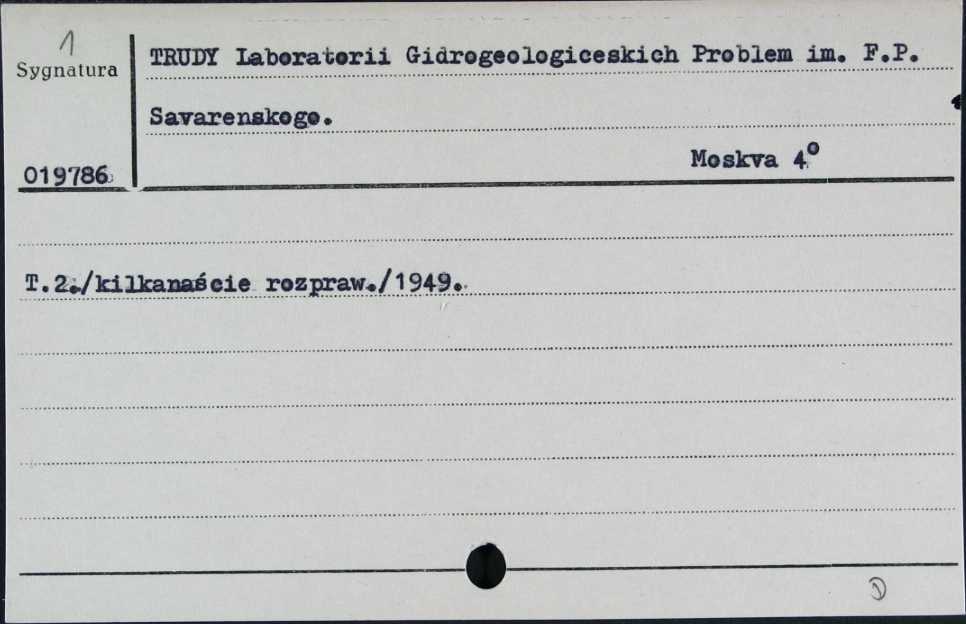 1
Sygnatura
TRUDY Laboratorii Gidrogeologiceskich Problem im. F.P.
Savarenskogo.
Moskva 4°
019786
T.2./kilkanaście rozpraw./1949.
D